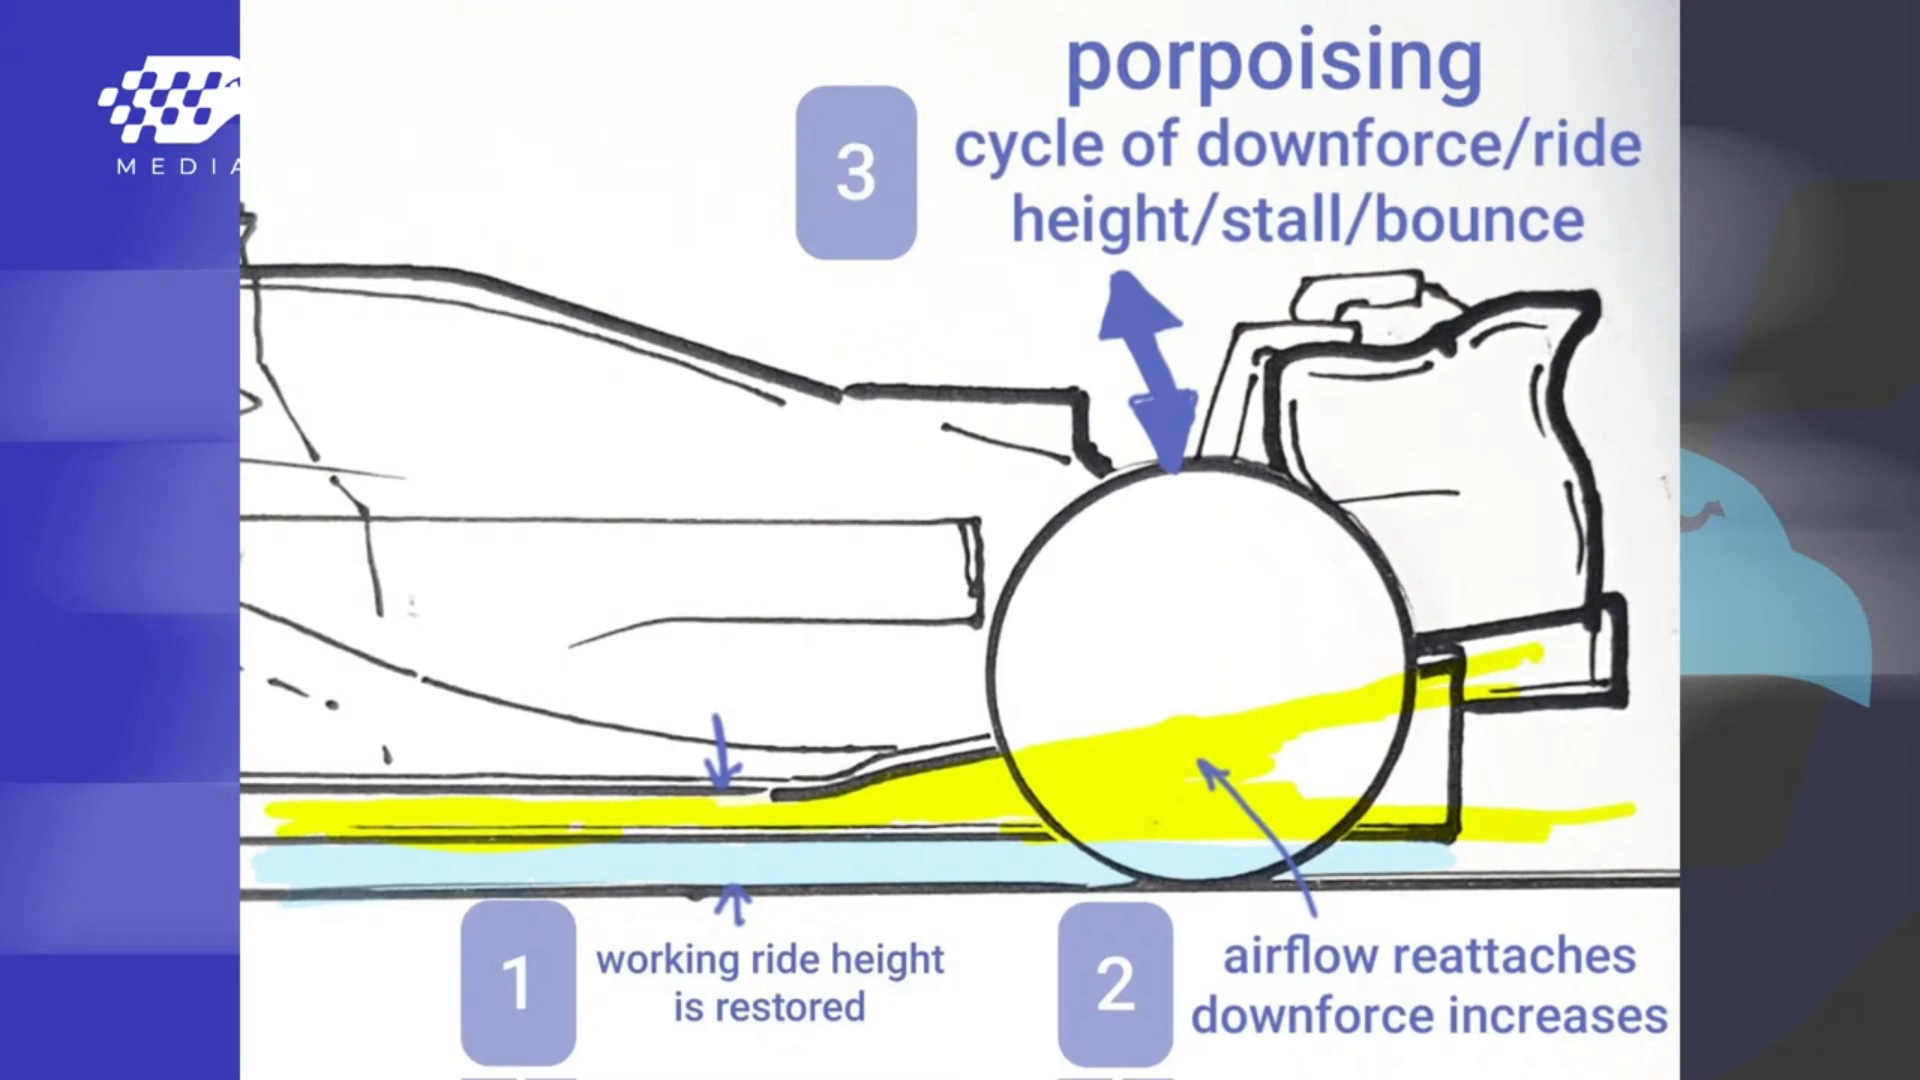 MEDIA
porpoising
3
cycle of downforce/ride
height/stall/bounce
1
working ride height
is restored
2
airflow reattaches
downforce increases